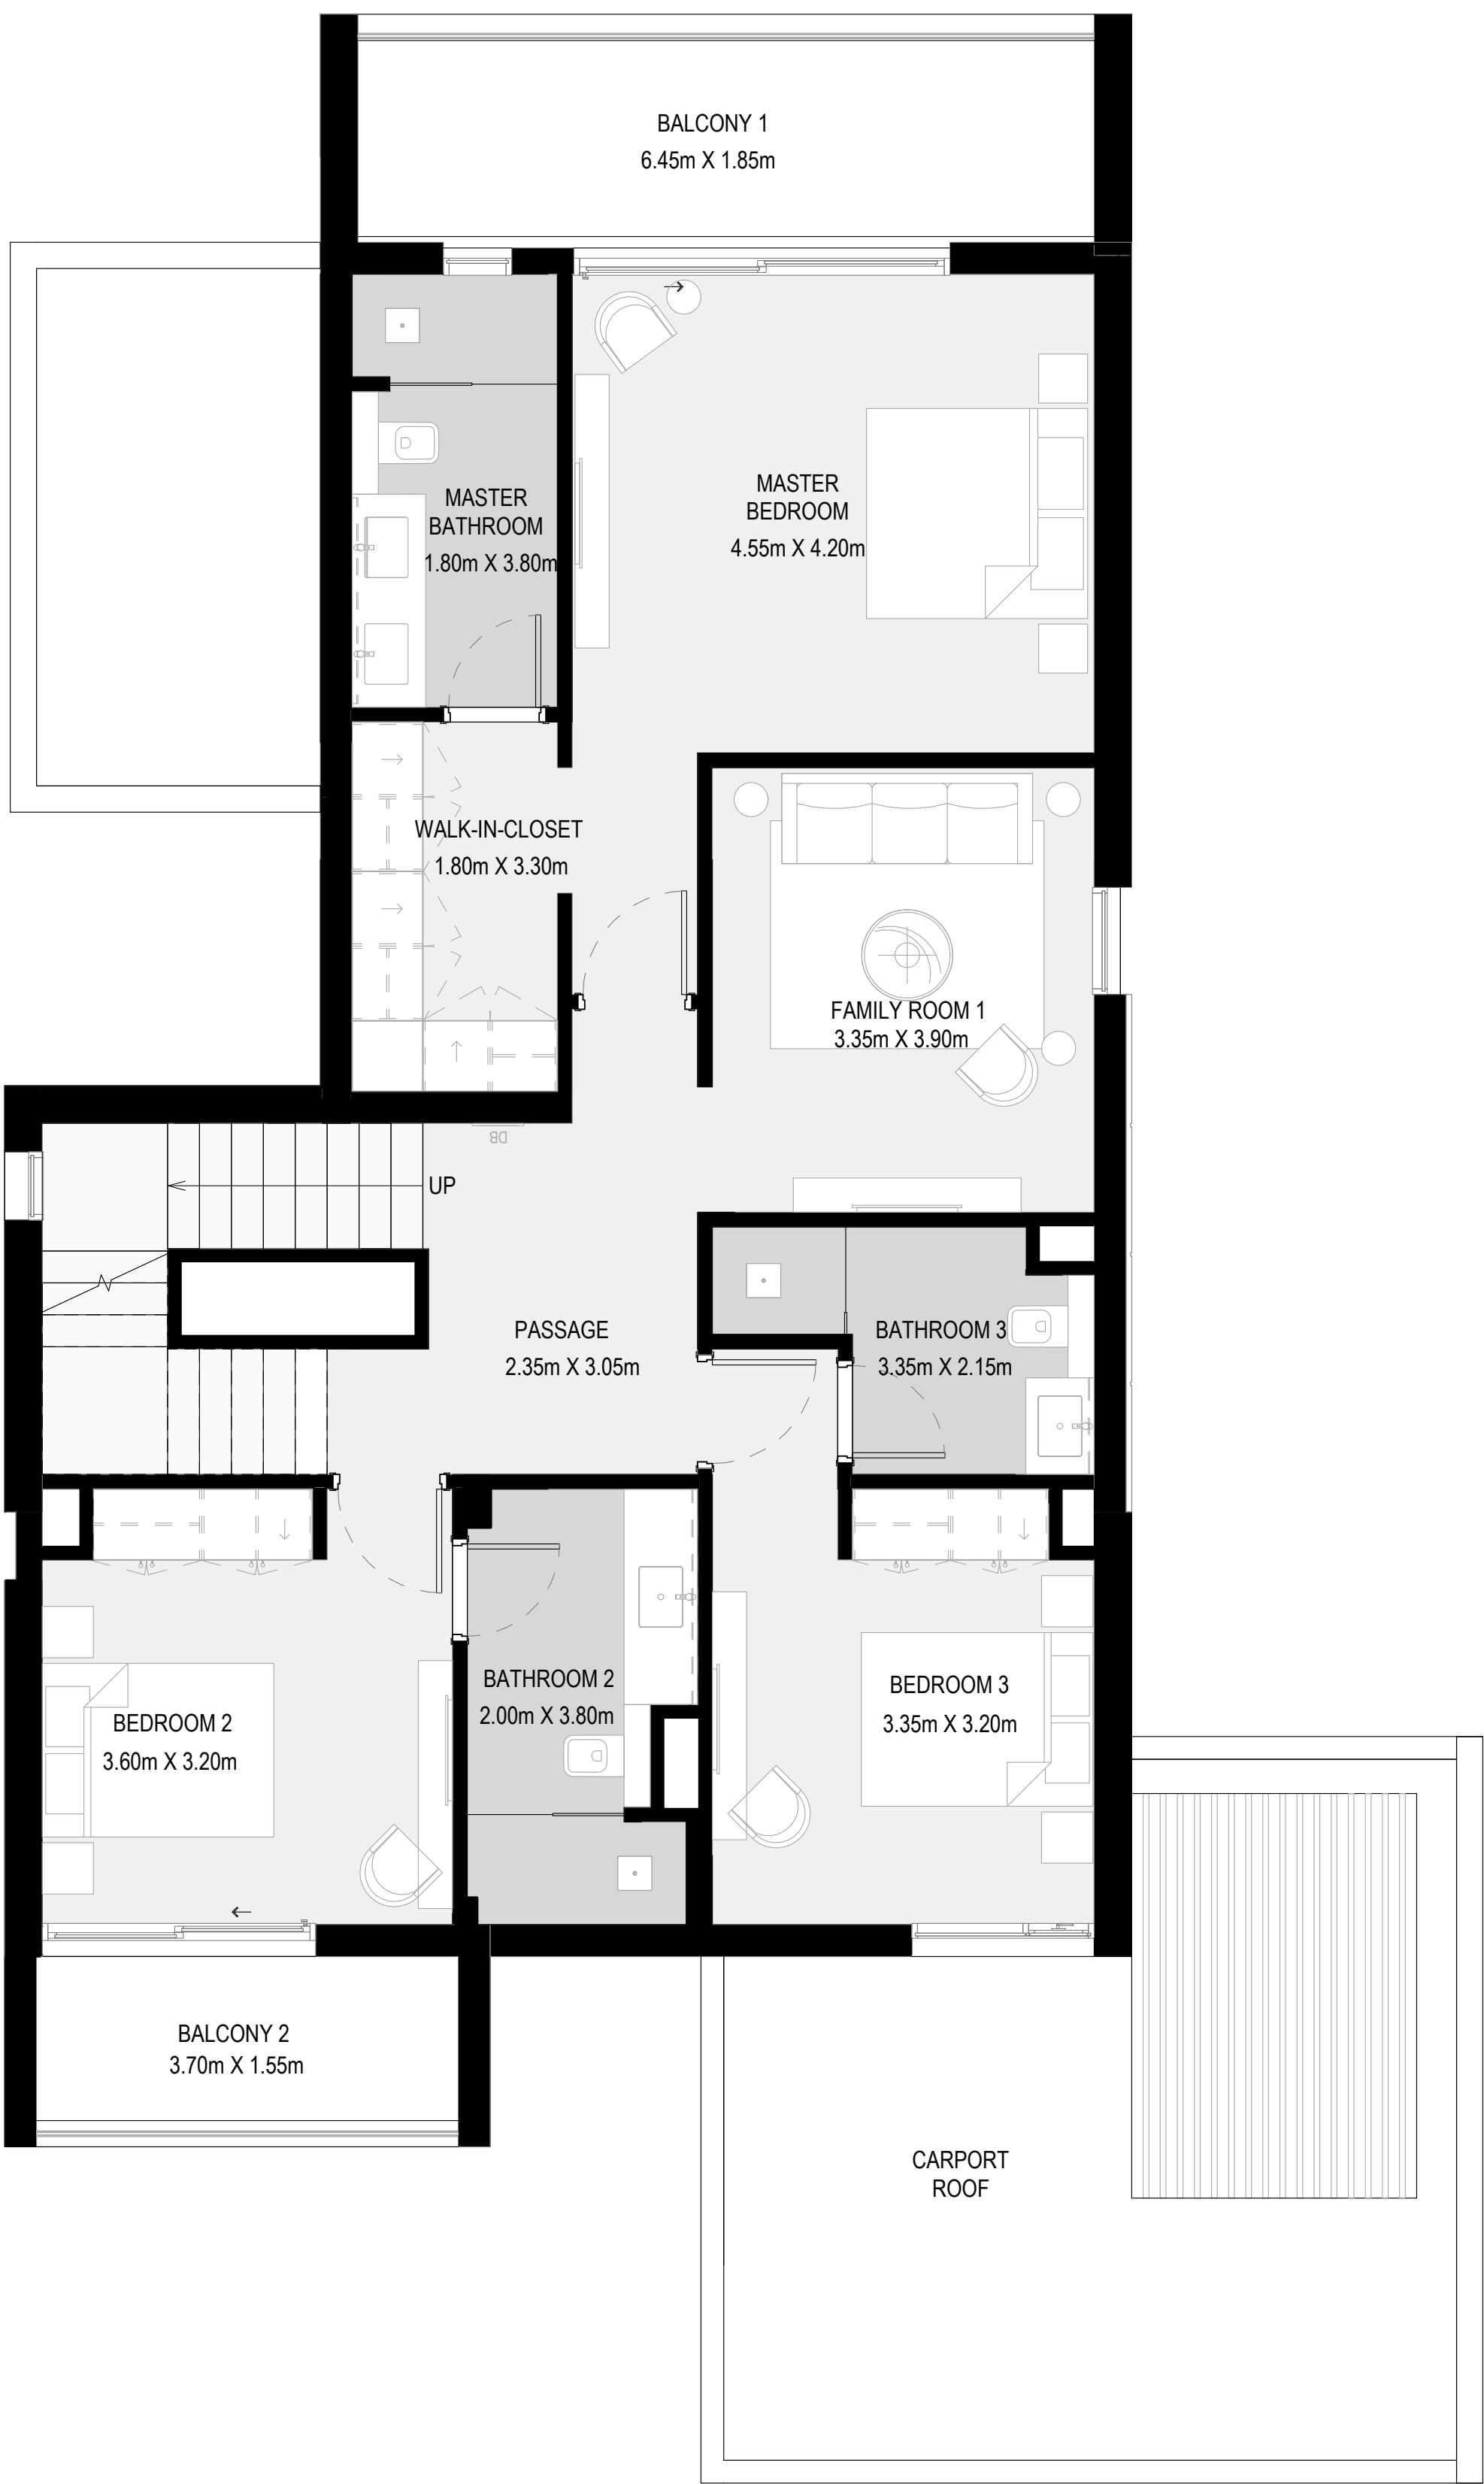 BALCONY 1
6.45m X 1.85m
MASTER
BATHROOM
1.80m X 3.80m
MASTER
BEDROOM
4.55m X 4.20m
WALK-IN-CLOSET
1.80m X 3.30m
FAMILY ROOM 1
3.35m X 3.90m
DB
UP
PASSAGE
2.35m X 3.05m
BATHROOM 3
3.35m X 2.15m
BEDROOM 2
3.60m X 3.20m
BATHROOM 2
2.00m X 3.80m
BEDROOM 3
3.35m X 3.20m
BALCONY 2
3.70m X 1.55m
CARPORT
ROOF